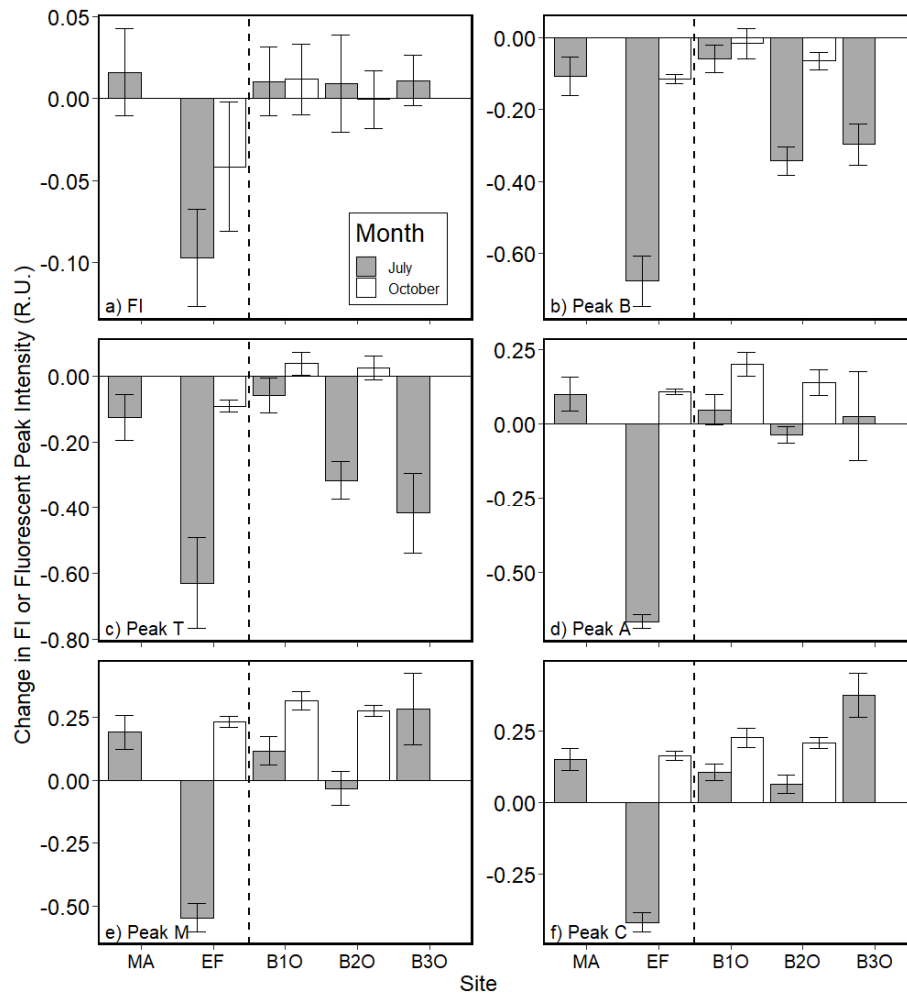 Change in FI or Fluorescent Peak Intensity (R.U.)
0.05
0.00
-0.05
-0.10
Month
July
October
a) FI
0.00
-0.20
-0.40
-0.60
b) Peak B
0.00
-0.20
-0.40
-0.60
-0.80
c) Peak T
0.25
0.00
-0.25
-0.50
d) Peak A
0.25
0.00
-0.25
-0.50
e) Peak M
MA EF B1O B2O B3O
0.25
0.00
-0.25
f) Peak C
MA EF B1O B2O B3O
Site